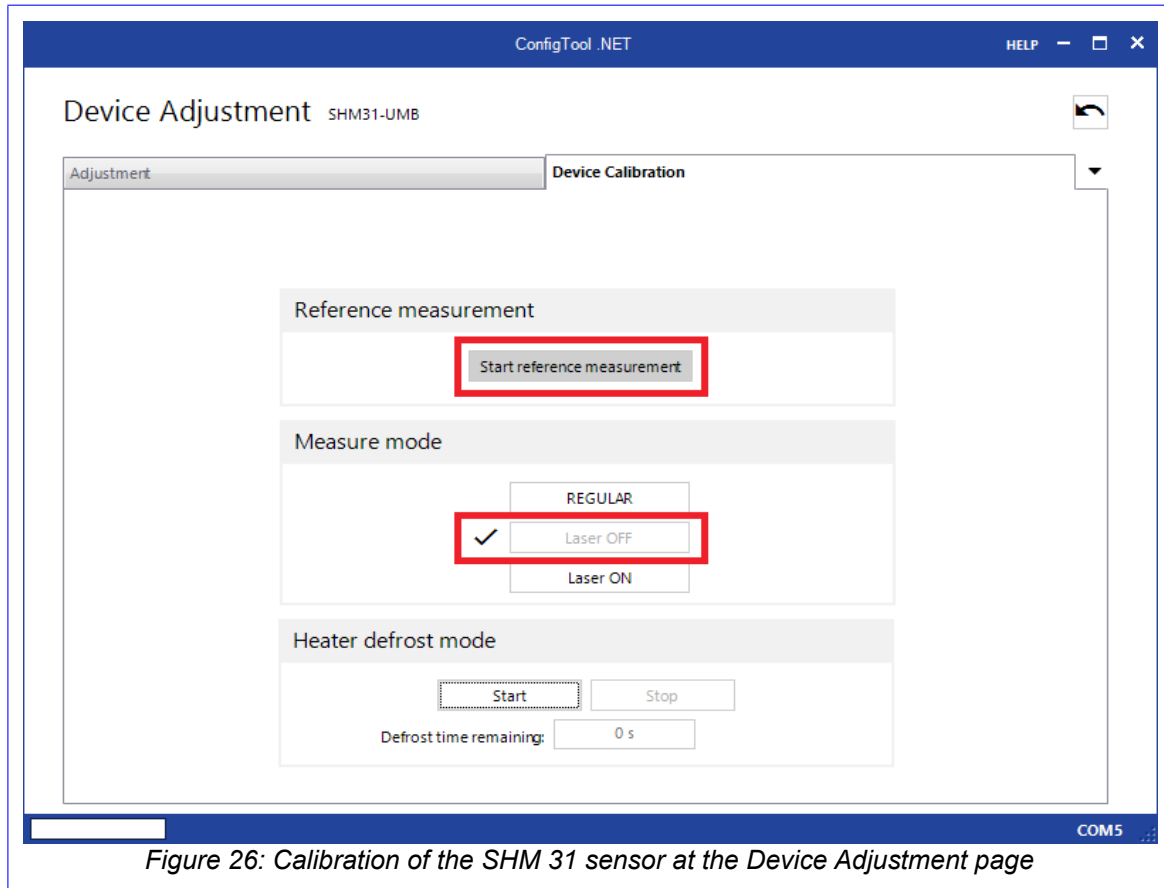 ConfigTool .NET
HELP
Device Adjustment SHM31-UMB
Adjustment
Device Calibration
Reference measurement
Start reference measurement
Measure mode
REGULAR
Laser OFF
Laser ON
Heater defrost mode
Start
Stop
Defrost time remaining: 0 s
COM5
Figure 26: Calibration of the SHM 31 sensor at the Device Adjustment page